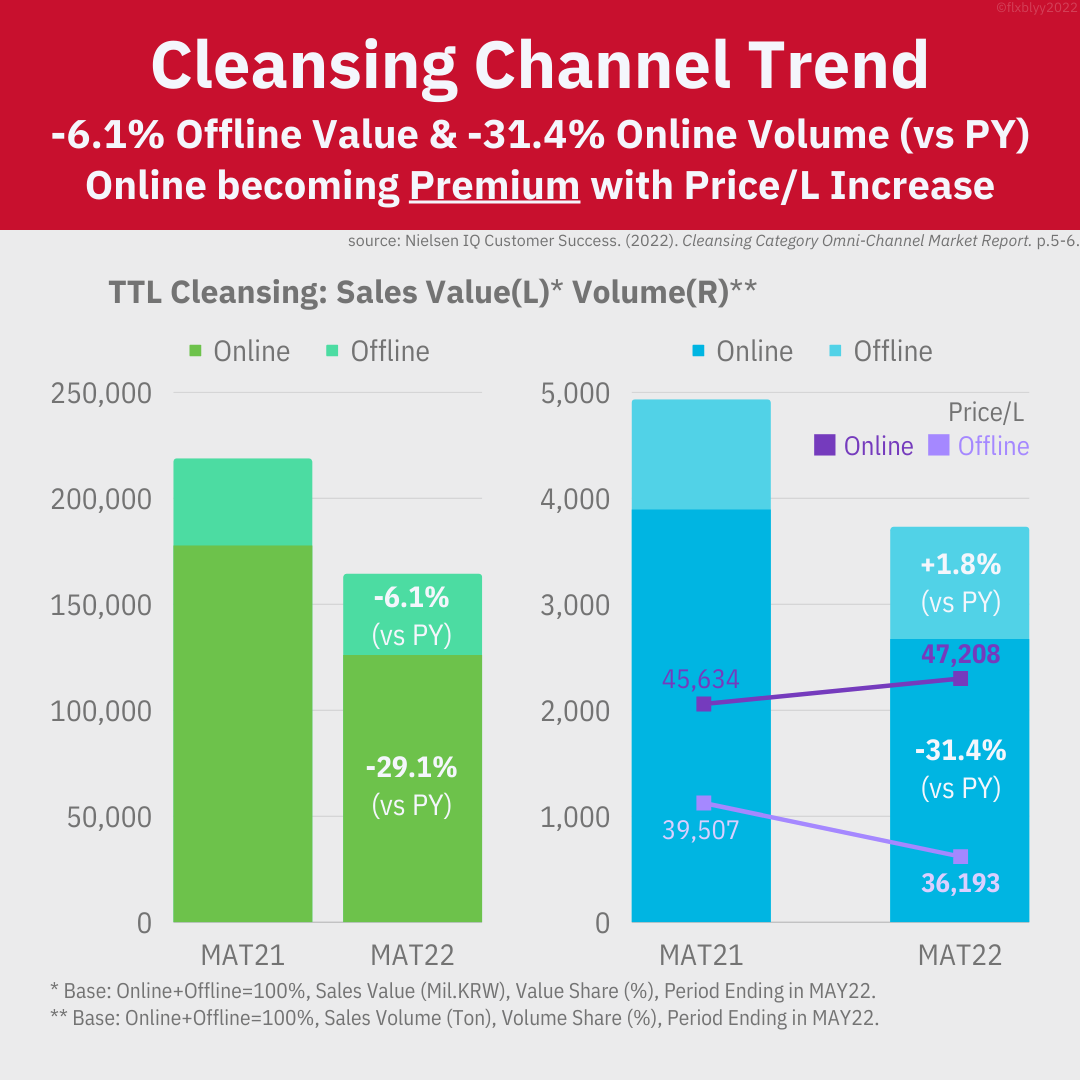 ©flxblyy2022
Cleansing Channel Trend
-6.1% Offline Value & -31.4% Online Volume (vs PY)
Online becoming Premium with Price/L Increase
source: Nielsen IQ Customer Success. (2022). Cleansing Category Omni-Channel Market Report. p.5-6.
TTL Cleansing: Sales Value(L)* Volume(R)**
Online Offline
250,000
200,000
150,000
100,000
50,000
0
-6.1%
(vs PY)
-29.1%
(vs PY)
MAT21 MAT22
Online Offline
5,000
4,000
3,000
2,000
1,000
0
Price/L
Online Offline
+1.8%
(vs PY)
45,634
47,208
-31.4%
(vs PY)
39,507
36,193
MAT21 MAT22
* Base: Online+Offline=100%, Sales Value (Mil.KRW), Value Share (%), Period Ending in MAY22.
** Base: Online+Offline=100%, Sales Volume (Ton), Volume Share (%), Period Ending in MAY22.